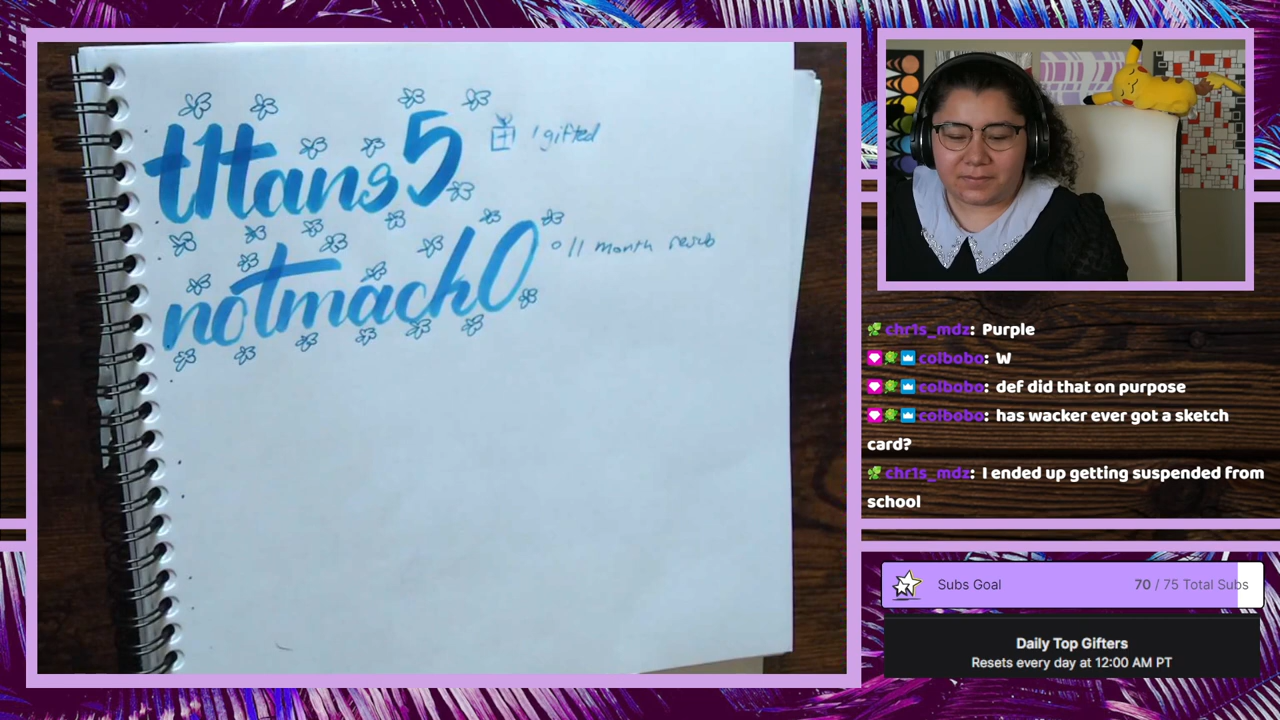 t1tans5
1 gifted
notmach0
11 month resub
chr1s_mdz: Purple
colbobo: W
colbobo: def did that on purpose
colbobo: has wacker ever got a sketch
card?
chr1s_mdz: I ended up getting suspended from
school
Subs Goal
70 / 75 Total Subs
Daily Top Gifters
Resets every day at 12:00 AM PT